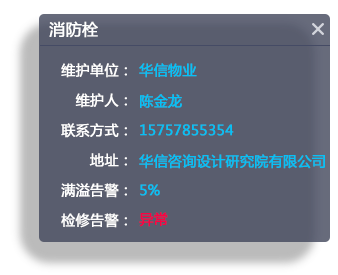 消防栓
维护单位： 华信物业
维护人： 陈金龙
联系方式： 15757855354
地址： 华信咨询设计研究院有限公司
满溢告警： 5%
检修告警： 异常